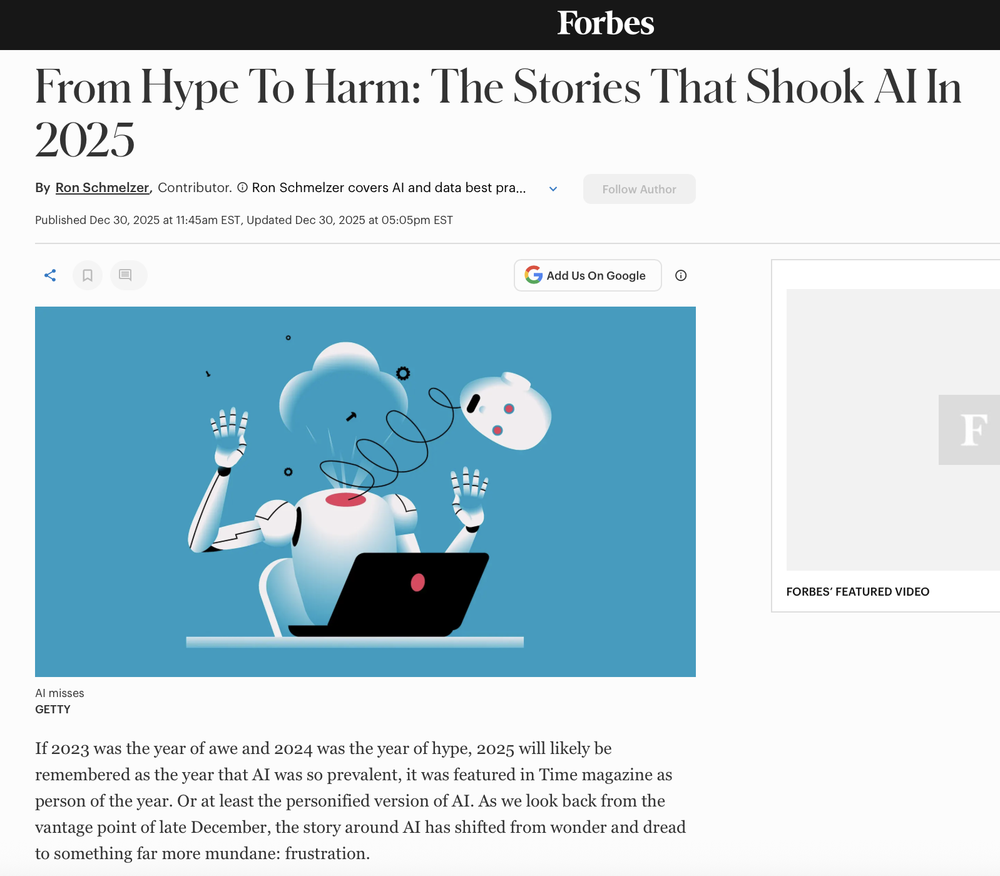 Forbes
From Hype To Harm: The Stories That Shook AI In
2025
By Ron Schmelzer, Contributor. Ron Schmelzer covers AI and data best pra...
Follow Author
Published Dec 30, 2025 at 11:45am EST, Updated Dec 30, 2025 at 05:05pm EST
Add Us On Google
F
FORBES’ FEATURED VIDEO
AI misses
GETTY
If 2023 was the year of awe and 2024 was the year of hype, 2025 will likely be
remembered as the year that AI was so prevalent, it was featured in Time magazine as
person of the year. Or at least the personified version of AI. As we look back from the
vantage point of late December, the story around AI has shifted from wonder and dread
to something far more mundane: frustration.